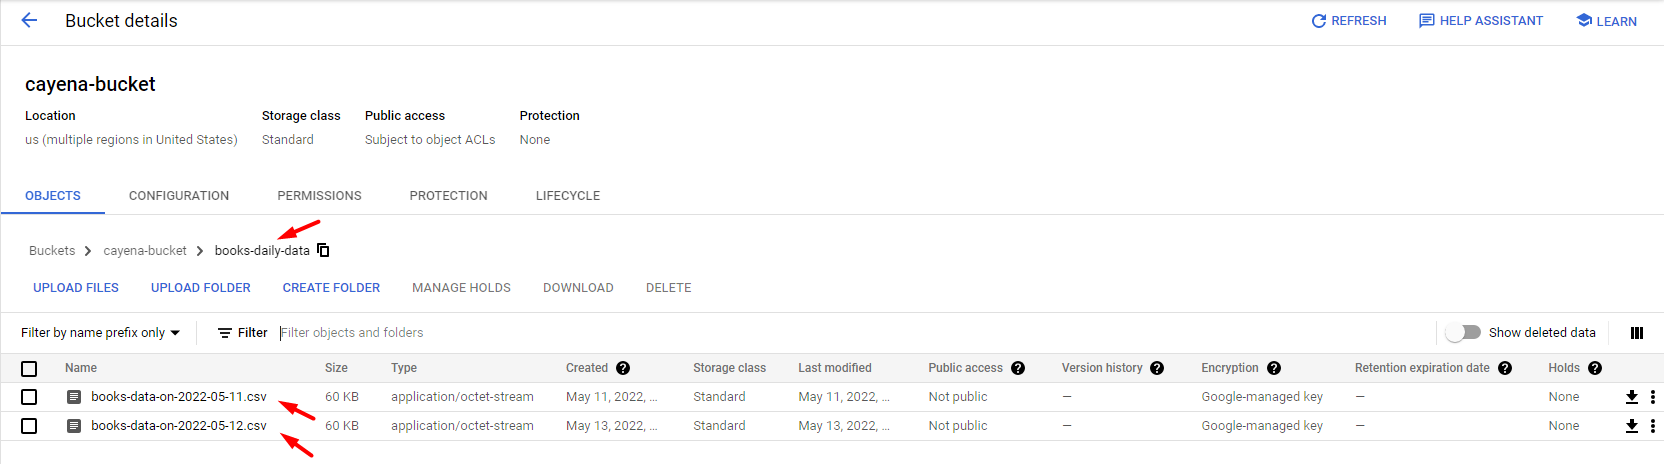 Bucket details REFRESH HELP ASSISTANT LEARN
cayena-bucket
Location Storage class Public access Protection
us (multiple regions in United States) Standard Subject to object ACLs None
OBJECTS CONFIGURATION PERMISSIONS PROTECTION LIFECYCLE
Buckets > cayena-bucket > books-daily-data
UPLOAD FILES UPLOAD FOLDER CREATE FOLDER MANAGE HOLDS DOWNLOAD DELETE
Filter by name prefix only Filter Filter objects and folders Show deleted data
Name Size Type Created Storage class Last modified Public access Version history Encryption Retention expiration date Holds
books-data-on-2022-05-11.csv 60 KB application/octet-stream May 11, 2022, ... Standard May 11, 2022, ... Not public — Google-managed key — None
books-data-on-2022-05-12.csv 60 KB application/octet-stream May 13, 2022, ... Standard May 13, 2022, ... Not public — Google-managed key — None